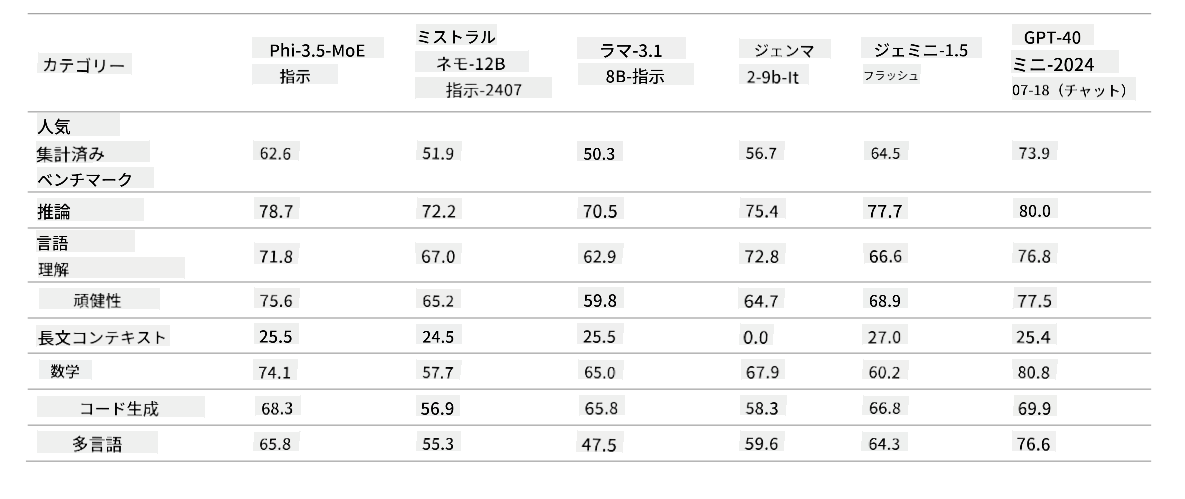 カテゴリー Phi-3.5-MoE 指示 ミストラル ネモ-12B 指示-2407 ラマ-3.1 8B-指示 ジェンマ 2-9b-It ジェミニ-1.5 フラッシュ GPT-40 ミニ-2024 07-18（チャット）
人気
集計済み 62.6 51.9 50.3 56.7 64.5 73.9
ベンチマーク
推論 78.7 72.2 70.5 75.4 77.7 80.0
言語
理解 71.8 67.0 62.9 72.8 66.6 76.8
頑健性 75.6 65.2 59.8 64.7 68.9 77.5
長文コンテキスト 25.5 24.5 25.5 0.0 27.0 25.4
数学 74.1 57.7 65.0 67.9 60.2 80.8
コード生成 68.3 56.9 65.8 58.3 66.8 69.9
多言語 65.8 55.3 47.5 59.6 64.3 76.6